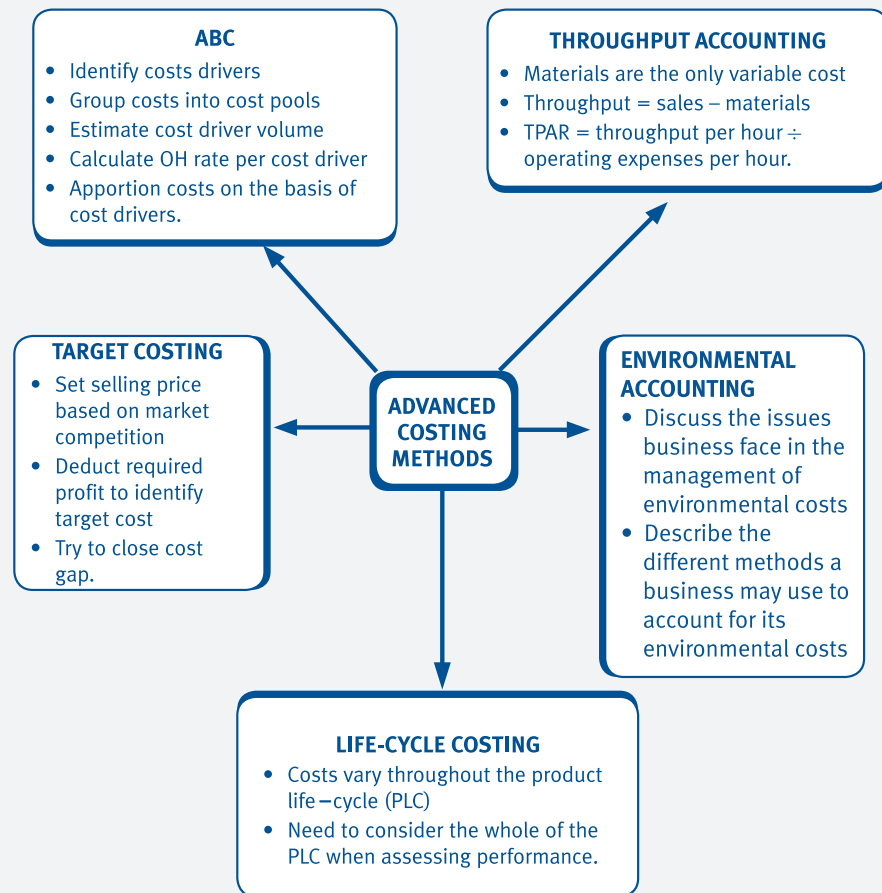 ABC
• Identify costs drivers
• Group costs into cost pools
• Estimate cost driver volume
• Calculate OH rate per cost driver
• Apportion costs on the basis of
cost drivers.
THROUGHPUT ACCOUNTING
• Materials are the only variable cost
• Throughput = sales – materials
• TPAR = throughput per hour ÷
operating expenses per hour.
TARGET COSTING
• Set selling price
based on market
competition
• Deduct required
profit to identify
target cost
• Try to close cost
gap.
ADVANCED
COSTING
METHODS
ENVIRONMENTAL
ACCOUNTING
• Discuss the issues
business face in the
management of
environmental costs
• Describe the
different methods a
business may use to
account for its
environmental costs
LIFE-CYCLE COSTING
• Costs vary throughout the product
life–cycle (PLC)
• Need to consider the whole of the
PLC when assessing performance.